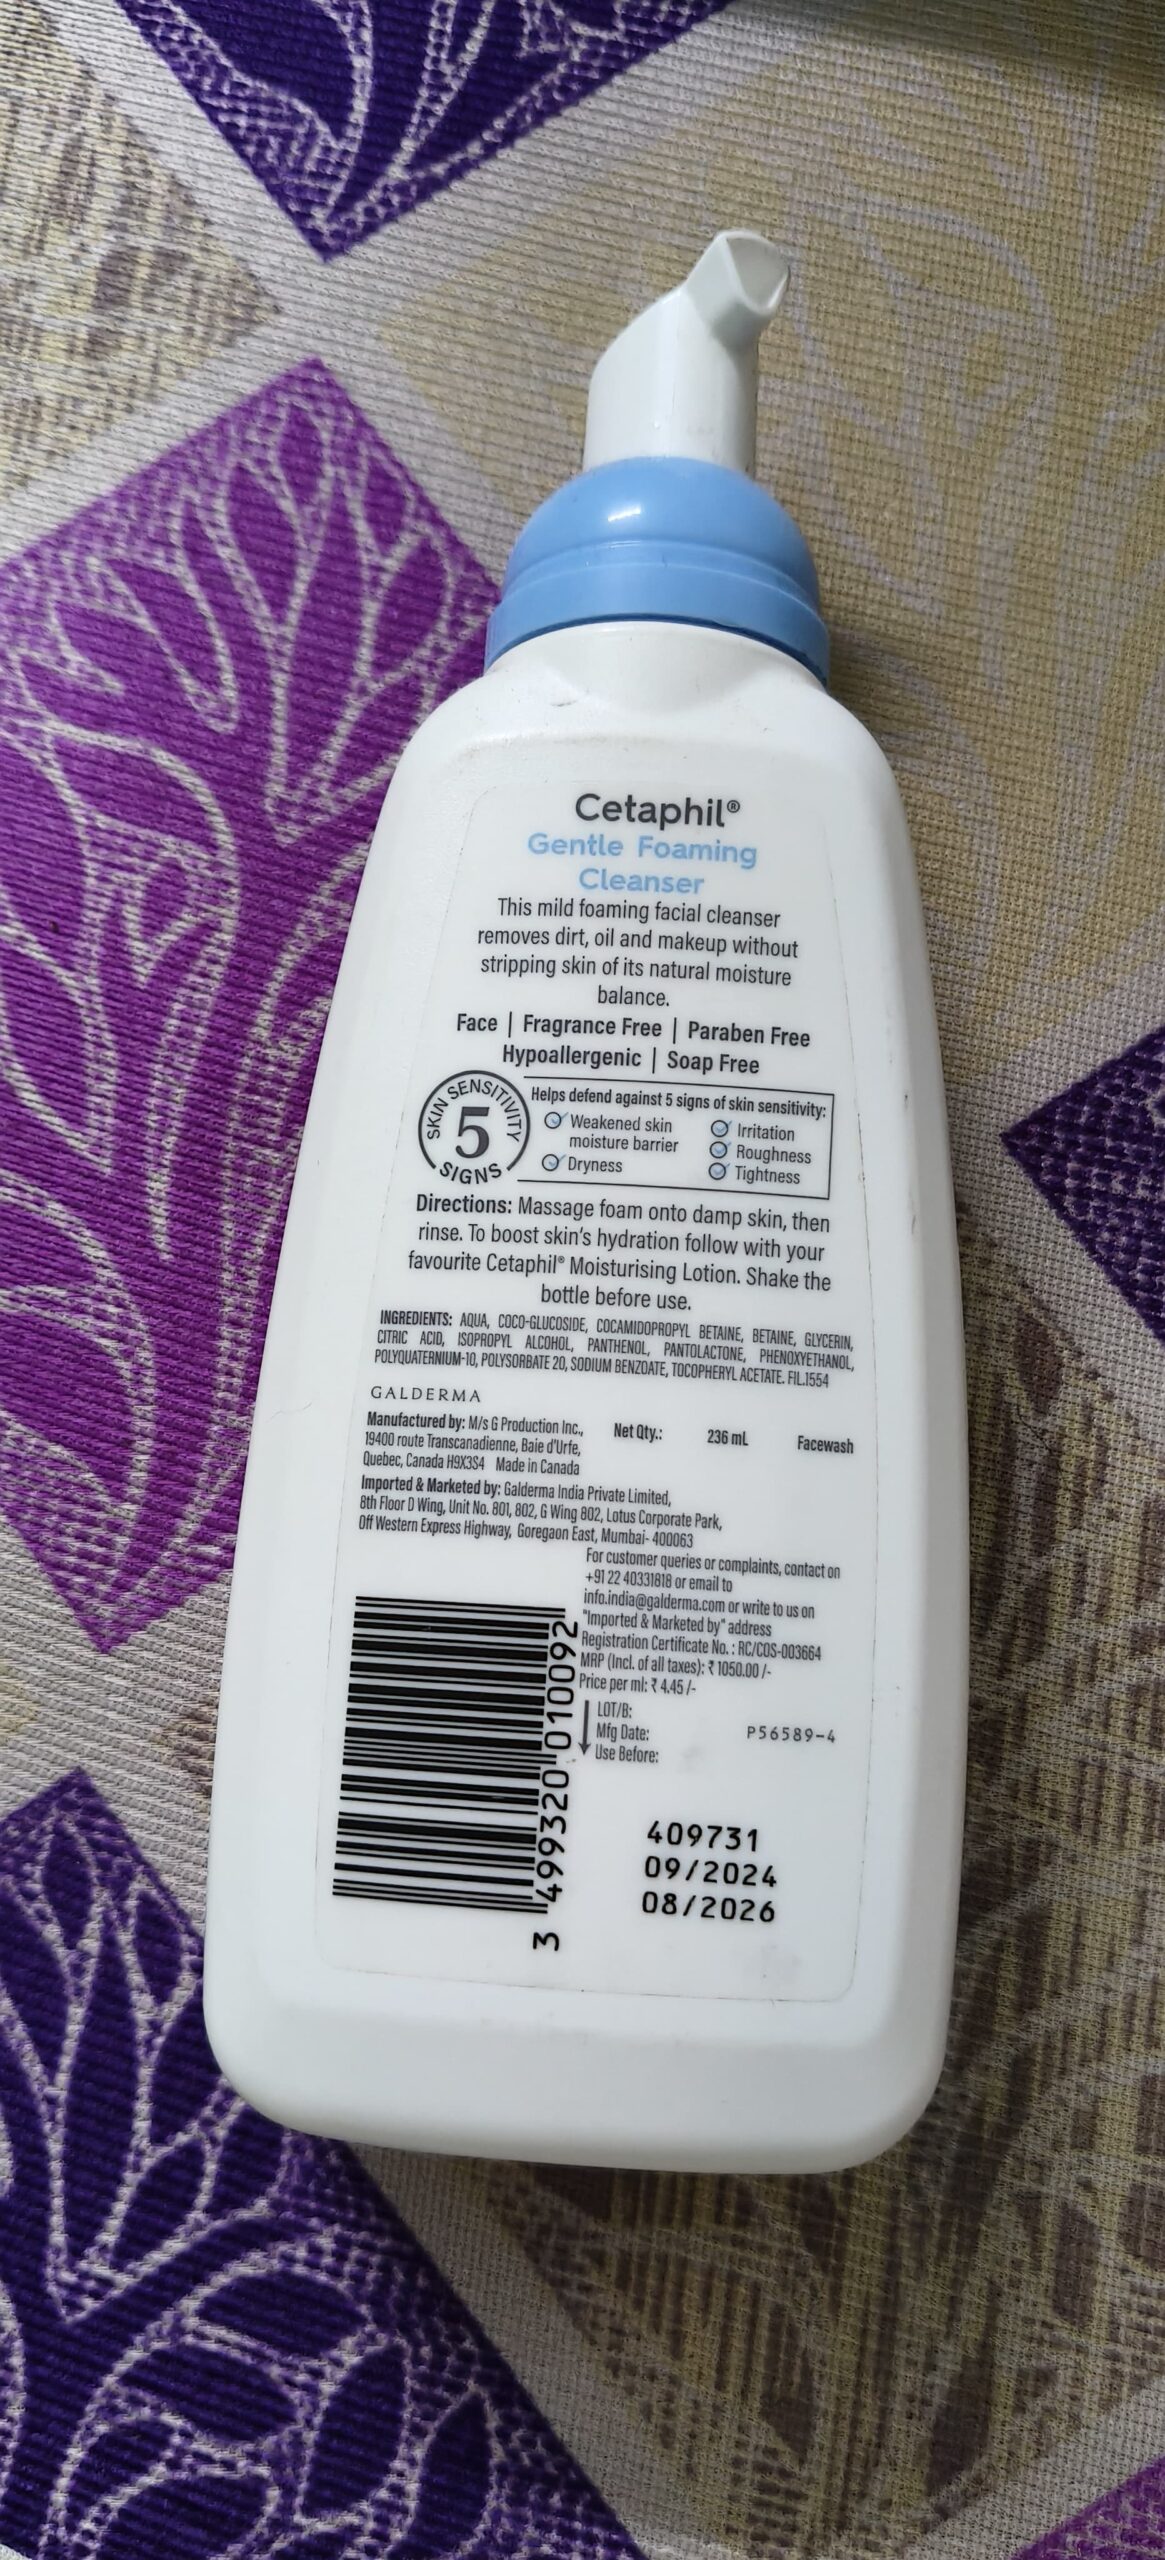 Cetaphil®
Gentle Foaming
Cleanser
This mild foaming facial cleanser
removes dirt, oil and makeup without
stripping skin of its natural moisture
balance.
Face | Fragrance Free | Paraben Free
Hypoallergenic | Soap Free
SKIN SENSITIVITY
5
SIGNS
Helps defend against 5 signs of skin sensitivity:
Weakened skin
moisture barrier
Dryness
Irritation
Roughness
Tightness
Directions: Massage foam onto damp skin, then
rinse. To boost skin's hydration follow with your
favourite Cetaphil® Moisturising Lotion. Shake the
bottle before use.
INGREDIENTS: AQUA, COCO-GLUCOSIDE, COCAMIDOPROPYL BETAINE, BETAINE, GLYCERIN,
CITRIC ACID, ISOPROPYL ALCOHOL, PANTHENOL, PANTOLACTONE, PHENOXYETHANOL,
POLYQUATERNIUM-10, POLYSORBATE 20, SODIUM BENZOATE, TOCOPHERYL ACETATE. FIL.1554
GALDERMA
Manufactured by: M/s G Production Inc.,
19400 route Transcanadienne, Baie d'Urfe,
Quebec, Canada H9X3S4 Made in Canada
Net Qty.: 236 mL Facewash
Imported & Marketed by: Galderma India Private Limited,
8th Floor D Wing, Unit No. 801, 802, G Wing 802, Lotus Corporate Park,
Off Western Express Highway, Goregaon East, Mumbai- 400063
For customer queries or complaints, contact on
+91 22 40331818 or email to
info.india@galderma.com or write to us on
"Imported & Marketed by" address
Registration Certificate No. : RC/COS-003664
MRP (Incl. of all taxes): ₹ 1050.00 /-
Price per ml: ₹ 4.45 /-
LOT/B:
Mfg Date:
Use Before:
P56589-4
3 499320 010092
409731
09/2024
08/2026